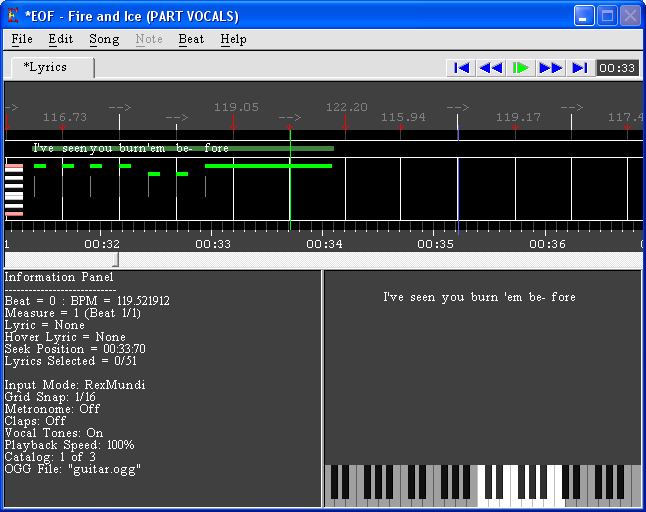 *EOF - Fire and Ice (PART VOCALS)
File Edit Song Note Beat Help
*Lyrics
00:33
--> 116.73 --> 119.05 --> 122.20 115.94 --> 119.17 --> 117.4
I've seen you burn 'em be- fore
00:32 00:33 00:34 00:35 00:36
Information Panel
----------------------------
Beat = 0 : BPM = 119.521912
Measure = 1 (Beat 1/1)
Lyric = None
Hover Lyric = None
Seek Position = 00:33:70
Lyrics Selected = 0/51
Input Mode: RexMundi
Grid Snap: 1/16
Metronome: Off
Claps: Off
Vocal Tones: On
Playback Speed: 100%
Catalog: 1 of 3
OGG File: "guitar.ogg"
I've seen you burn 'em be- fore